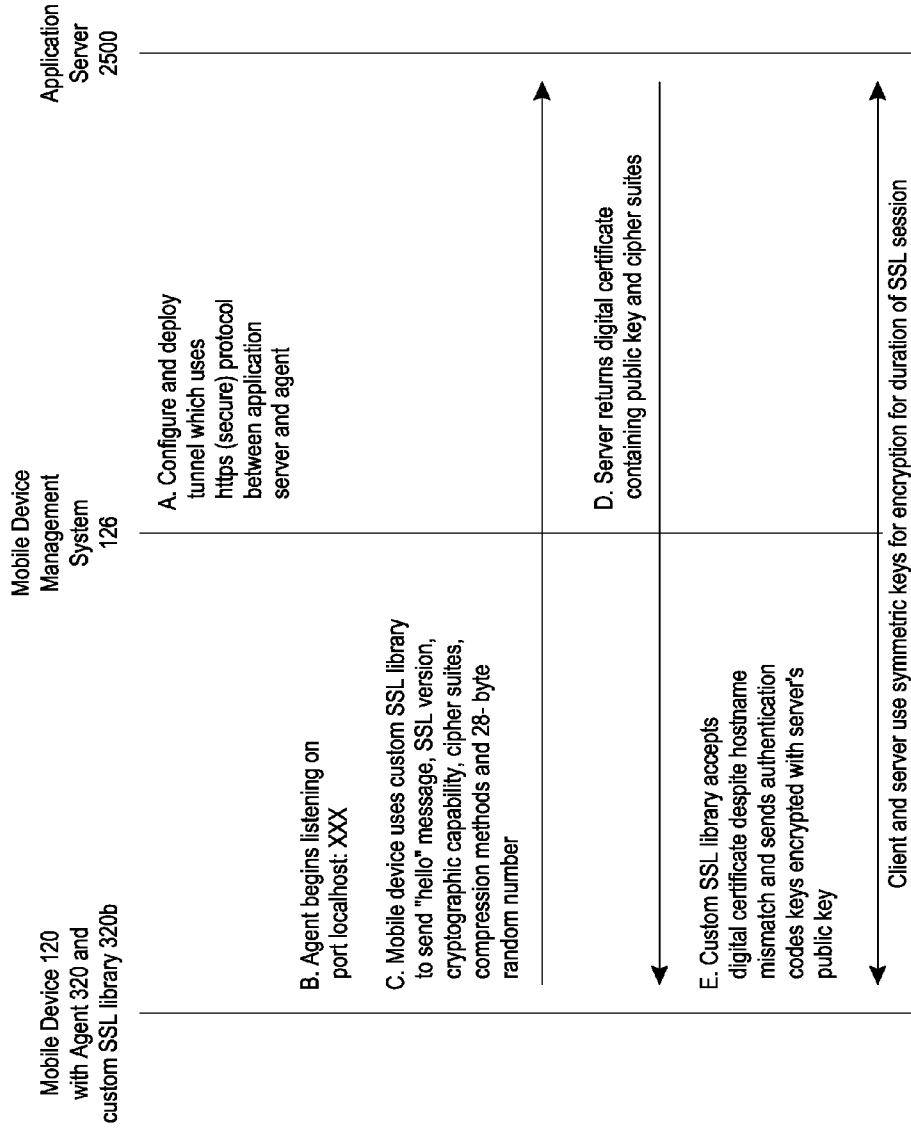 Mobile Device 120
with Agent 320 and
custom SSL library 320b
Mobile Device
Management
System
126
Application
Server
2500
A. Configure and deploy
tunnel which uses
https (secure) protocol
between application
server and agent
B. Agent begins listening on
port localhost: XXX
C. Mobile device uses custom SSL library
to send "hello" message, SSL version,
cryptographic capability, cipher suites,
compression methods and 28- byte
random number
D. Server returns digital certificate
containing public key and cipher suites
E. Custom SSL library accepts
digital certificate despite hostname
mismatch and sends authentication
codes keys encrypted with server's
public key
Client and server use symmetric keys for encryption for duration of SSL session